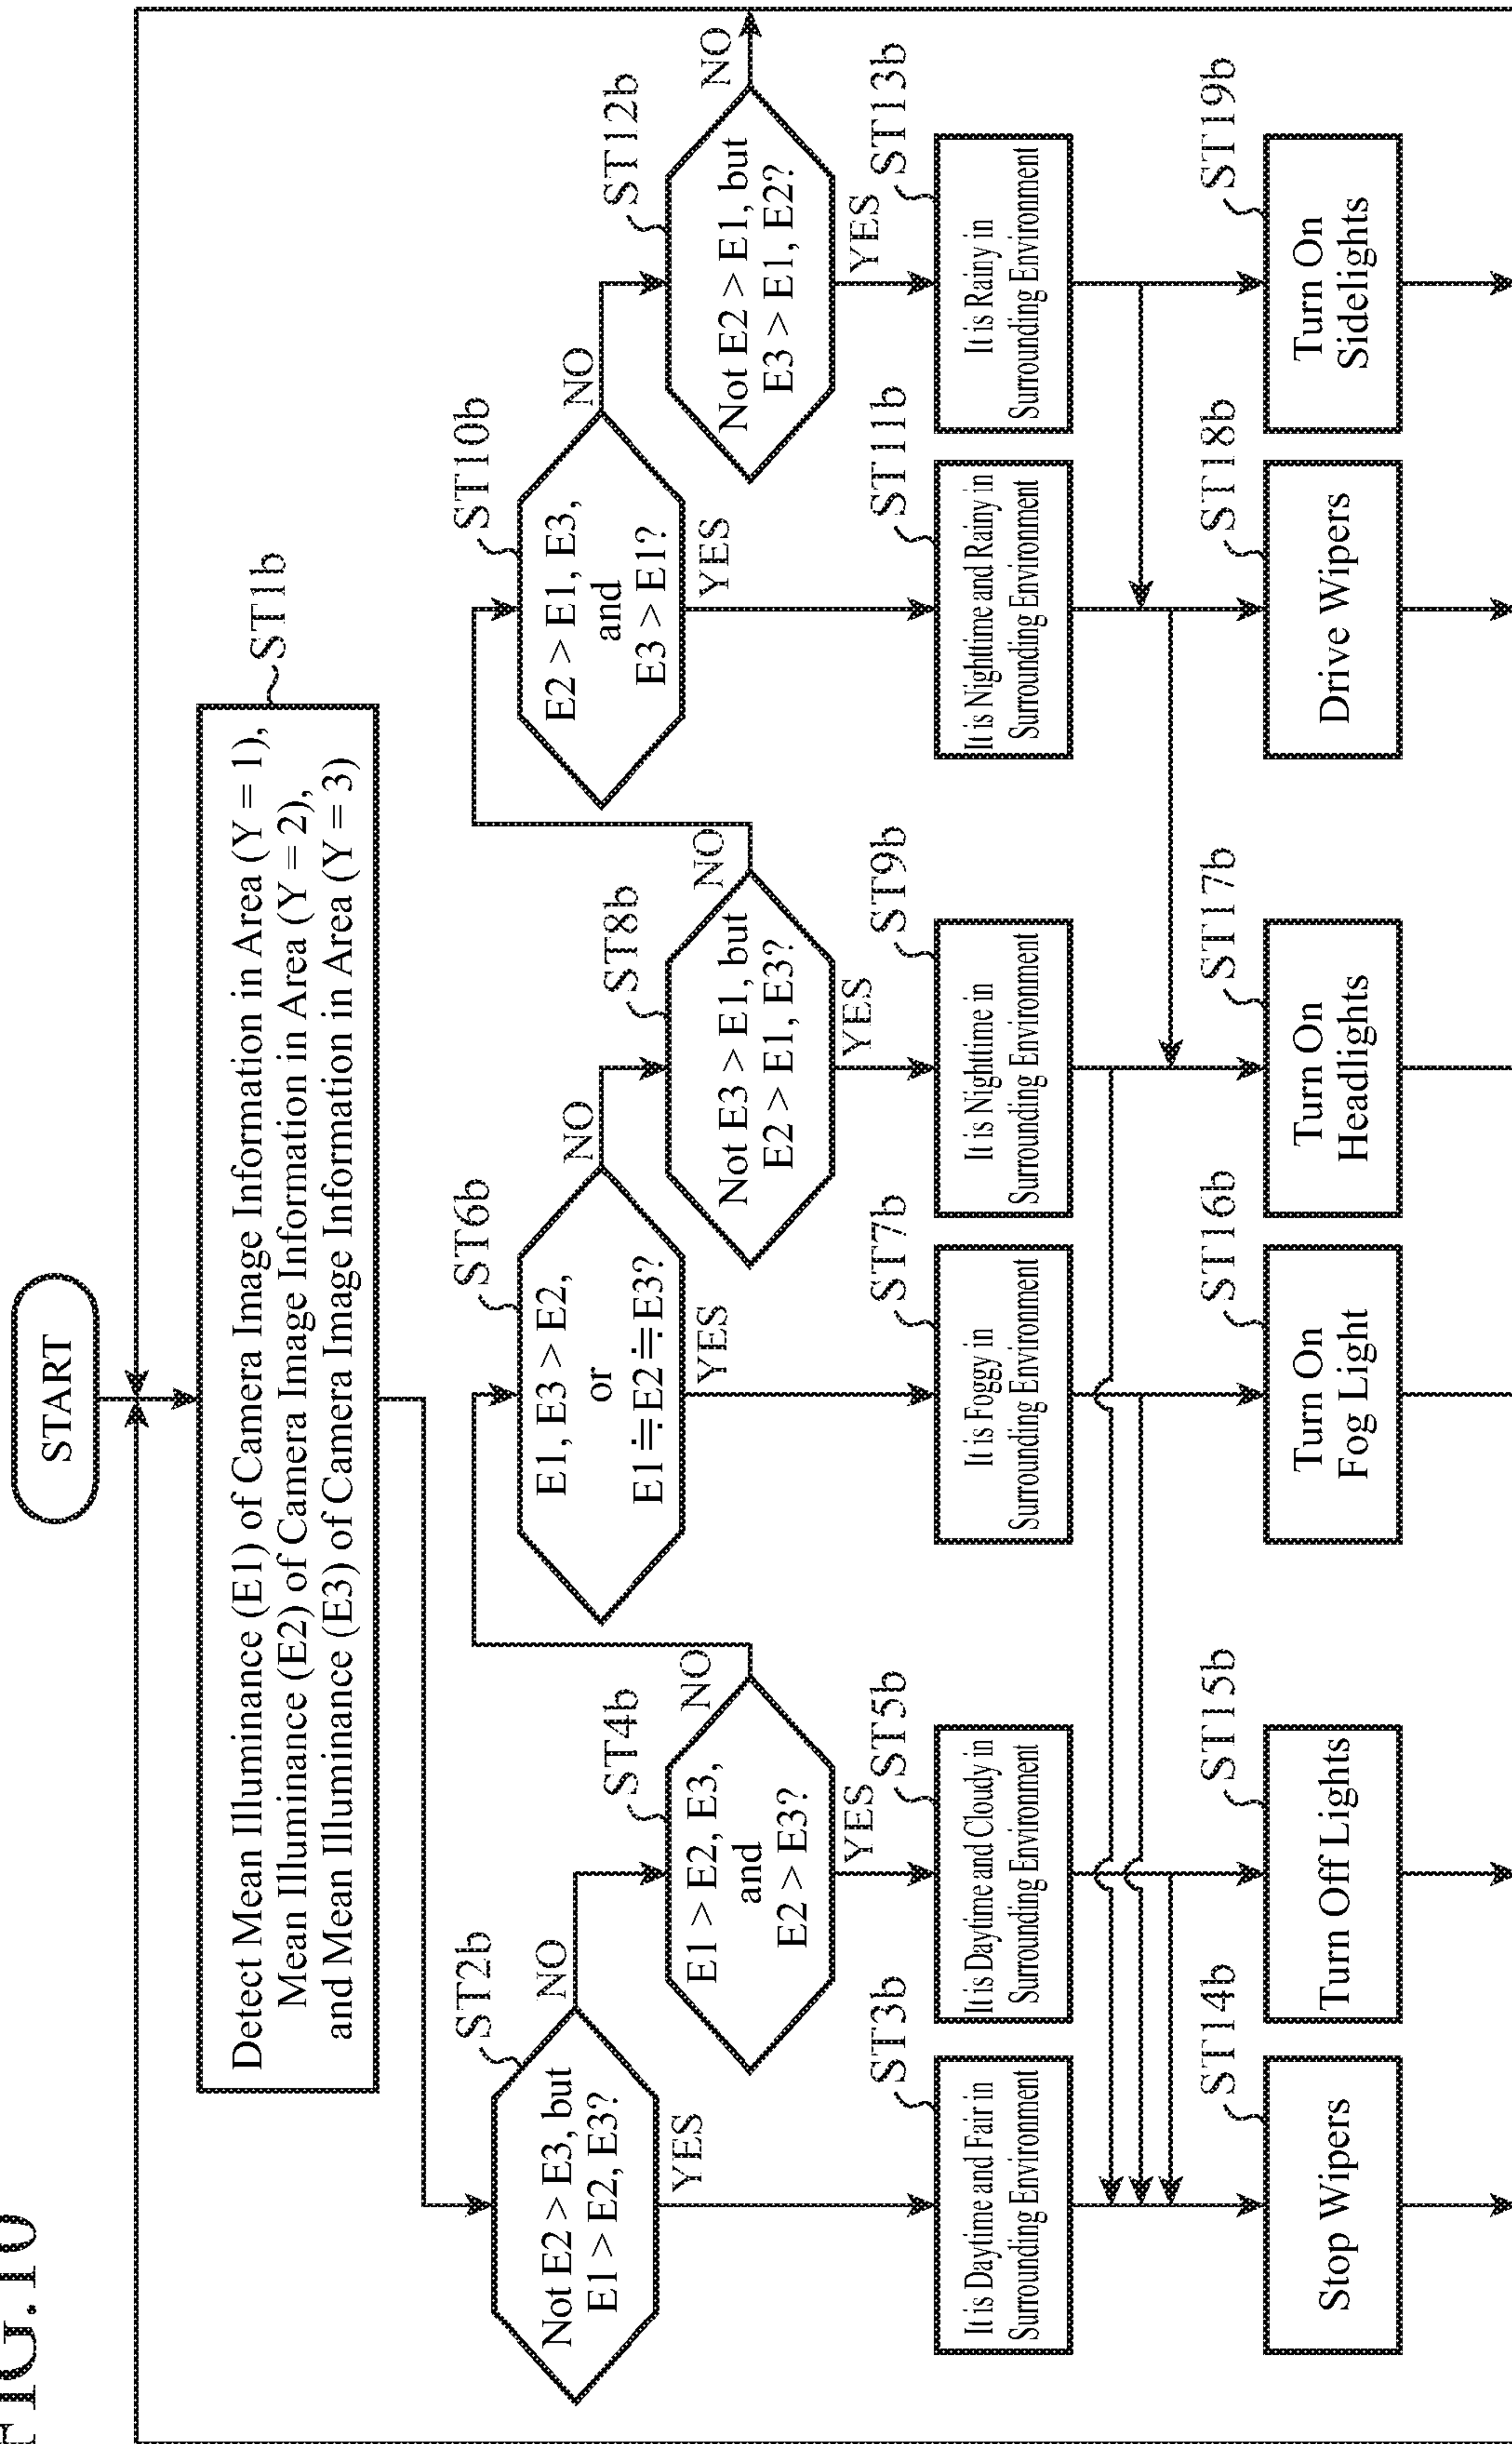 FIG.10
START
Detect Mean Illuminance (E1) of Camera Image Information in Area (Y = 1),
Mean Illuminance (E2) of Camera Image Information in Area (Y = 2),
and Mean Illuminance (E3) of Camera Image Information in Area (Y = 3)
ST1b
ST2b
Not E2 > E3, but
E1 > E2, E3?
NO
YES
ST4b
E1 > E2, E3,
and
E2 > E3?
NO
YES
ST6b
E1, E3 > E2,
or
E1≒E2≒E3?
NO
YES
ST8b
Not E3 > E1, but
E2 > E1, E3?
NO
YES
ST10b
E2 > E1, E3,
and
E3 > E1?
NO
YES
ST12b
Not E2 > E1, but
E3 > E1, E2?
NO
YES
ST3b
It is Daytime and Fair in
Surrounding Environment
ST5b
It is Daytime and Cloudy in
Surrounding Environment
ST7b
It is Foggy in
Surrounding Environment
ST9b
It is Nighttime in
Surrounding Environment
ST11b
It is Nighttime and Rainy in
Surrounding Environment
ST13b
It is Rainy in
Surrounding Environment
ST14b
Stop Wipers
ST15b
Turn Off Lights
ST16b
Turn On
Fog Light
ST17b
Turn On
Headlights
ST18b
Drive Wipers
ST19b
Turn On
Sidelights